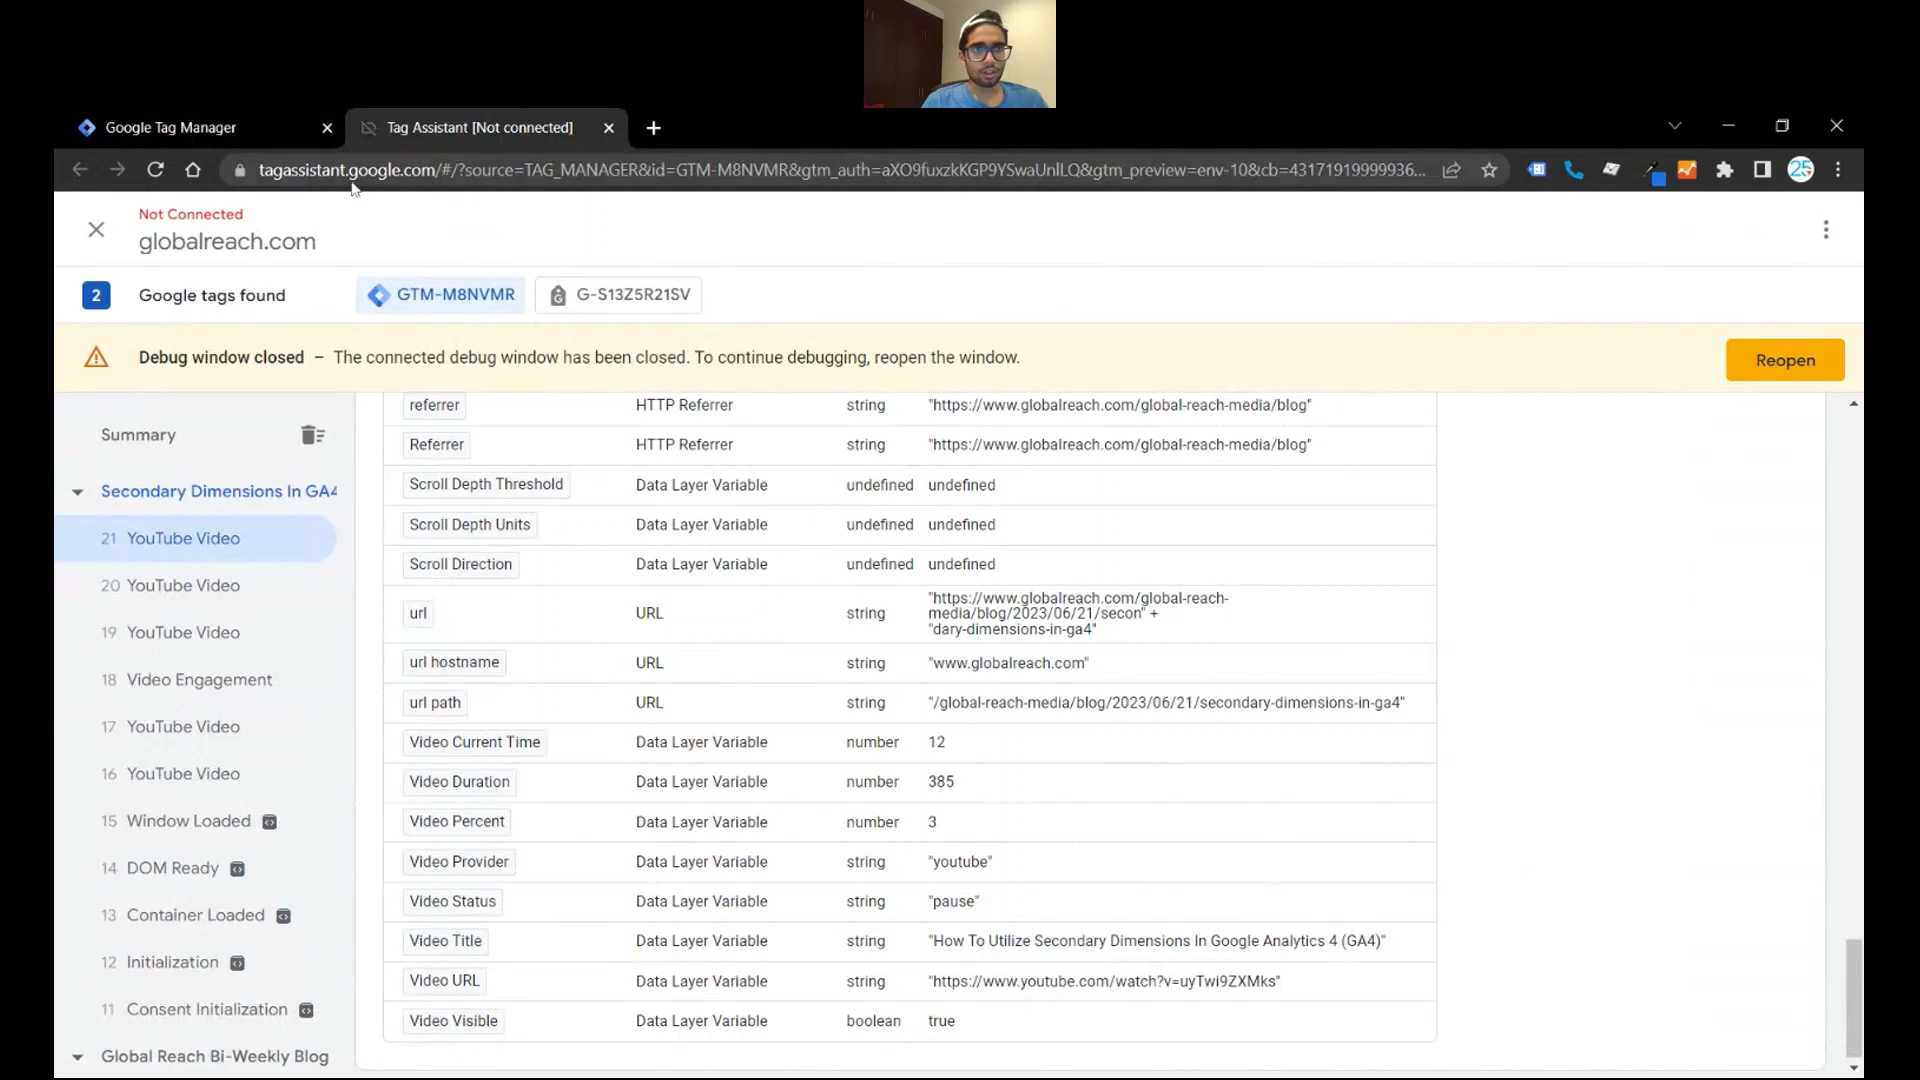 Google Tag Manager
Tag Assistant [Not connected]
tagassistant.google.com/#/?source=TAG_MANAGER&id=GTM-M8NVMR&gtm_auth=aXO9fuxzkKGP9YSwaUnlLQ&gtm_preview=env-10&cb=43171919999936...
25
Not Connected
globalreach.com
2 Google tags found GTM-M8NVMR G-S13Z5R21SV
Debug window closed – The connected debug window has been closed. To continue debugging, reopen the window.
Reopen
Summary
Secondary Dimensions In GA4
21 YouTube Video
20 YouTube Video
19 YouTube Video
18 Video Engagement
17 YouTube Video
16 YouTube Video
15 Window Loaded
14 DOM Ready
13 Container Loaded
12 Initialization
11 Consent Initialization
Global Reach Bi-Weekly Blog
referrer HTTP Referrer string "https://www.globalreach.com/global-reach-media/blog"
Referrer HTTP Referrer string "https://www.globalreach.com/global-reach-media/blog"
Scroll Depth Threshold Data Layer Variable undefined undefined
Scroll Depth Units Data Layer Variable undefined undefined
Scroll Direction Data Layer Variable undefined undefined
url URL string "https://www.globalreach.com/global-reach-
media/blog/2023/06/21/secon" +
"dary-dimensions-in-ga4"
url hostname URL string "www.globalreach.com"
url path URL string "/global-reach-media/blog/2023/06/21/secondary-dimensions-in-ga4"
Video Current Time Data Layer Variable number 12
Video Duration Data Layer Variable number 385
Video Percent Data Layer Variable number 3
Video Provider Data Layer Variable string "youtube"
Video Status Data Layer Variable string "pause"
Video Title Data Layer Variable string "How To Utilize Secondary Dimensions In Google Analytics 4 (GA4)"
Video URL Data Layer Variable string "https://www.youtube.com/watch?v=uyTwi9ZXMks"
Video Visible Data Layer Variable boolean true